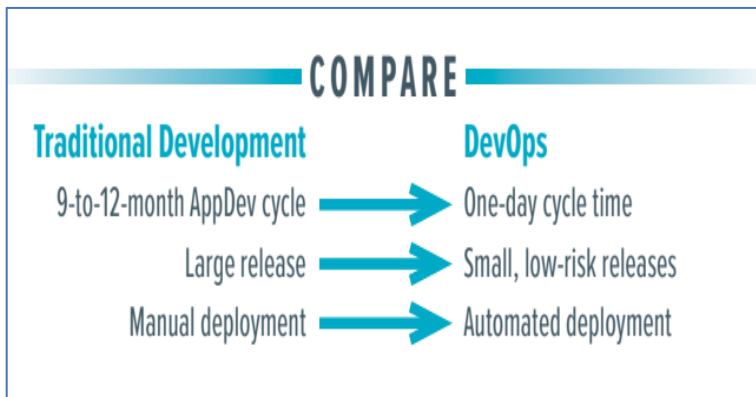 COMPARE
Traditional Development DevOps
9-to-12-month AppDev cycle One-day cycle time
Large release Small, low-risk releases
Manual deployment Automated deployment